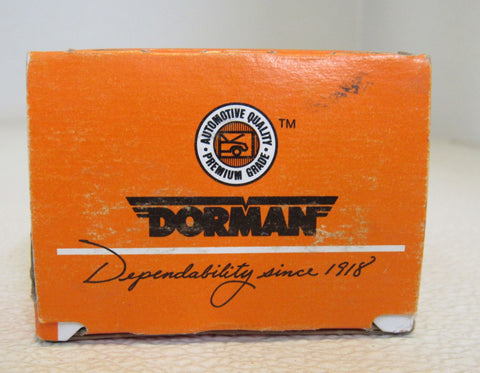 AUTOMOTIVE QUALITY
• PREMIUM GRADE •
TM
DORMAN
Dependability since 1918